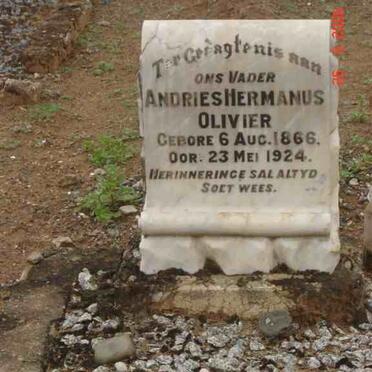 Ter Gedagtenis aan
ONS VADER
ANDRIES HERMANUS
OLIVIER
GEBORE 6 AUG. 1866.
OOR. 23 MEI 1924.
HERINNERINGE SAL ALTYD
SOET WEES.